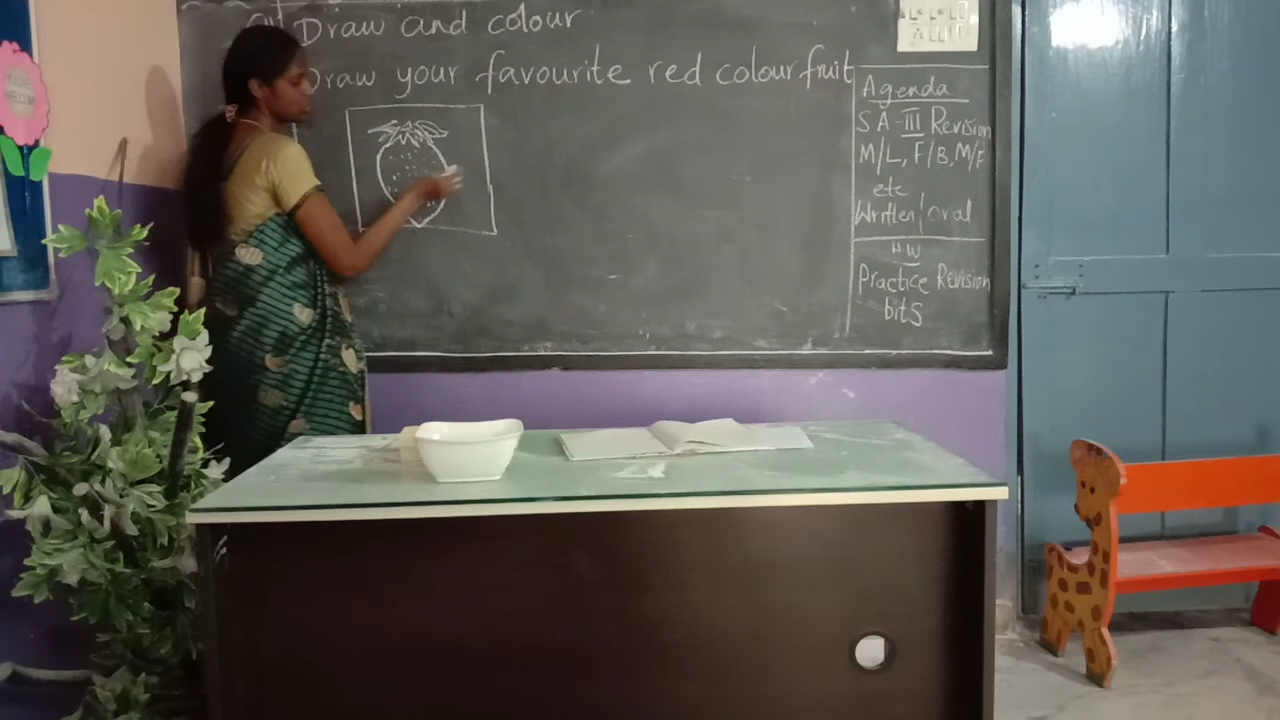 Draw and colour
Draw your favourite red colour fruit
Agenda
SA-III Revision
M/L, F/B, M/F
etc
Written/oral
H.W
Practice Revision
bits